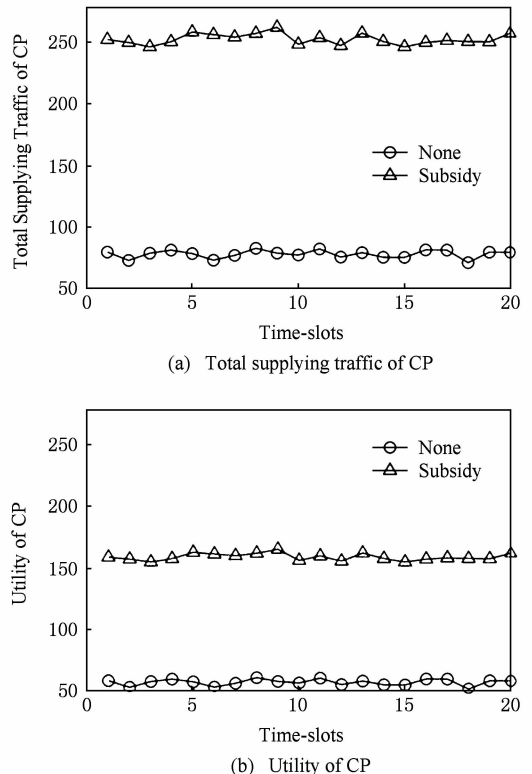 Total Supplying Traffic of CP
250
200
150
100
50
None
Subsidy
0
5
10
15
20
Time-slots
(a) Total supplying traffic of CP
Utility of CP
250
200
150
100
50
None
Subsidy
0
5
10
15
20
Time-slots
(b) Utility of CP